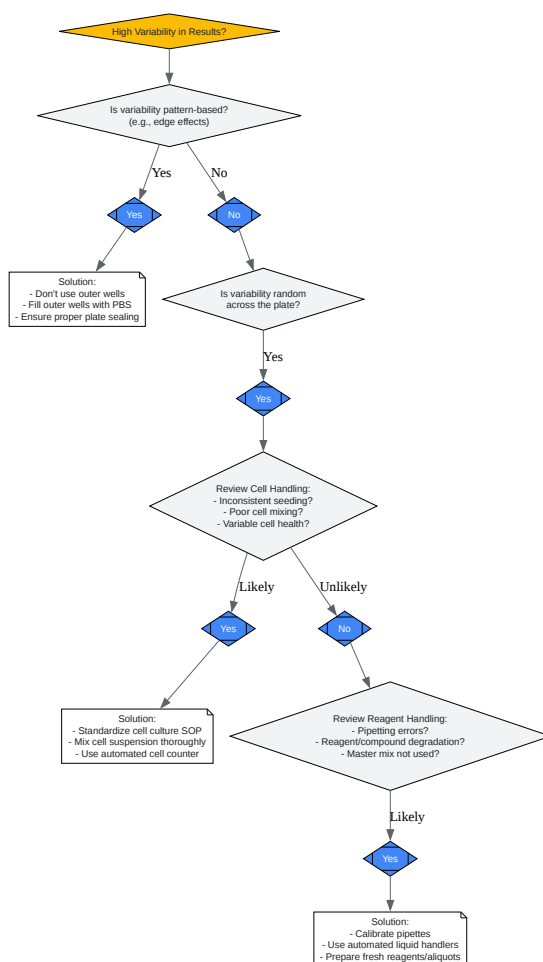 High Variability in Results?
Is variability pattern-based?
(e.g., edge effects)
Yes
No
Yes
No
Solution:
- Don't use outer wells
- Fill outer wells with PBS
- Ensure proper plate sealing
Is variability random
across the plate?
Yes
Yes
Review Cell Handling:
- Inconsistent seeding?
- Poor cell mixing?
- Variable cell health?
Likely
Unlikely
Yes
No
Solution:
- Standardize cell culture SOP
- Mix cell suspension thoroughly
- Use automated cell counter
Review Reagent Handling:
- Pipetting errors?
- Reagent/compound degradation?
- Master mix not used?
Likely
Yes
Solution:
- Calibrate pipettes
- Use automated liquid handlers
- Prepare fresh reagents/aliquots